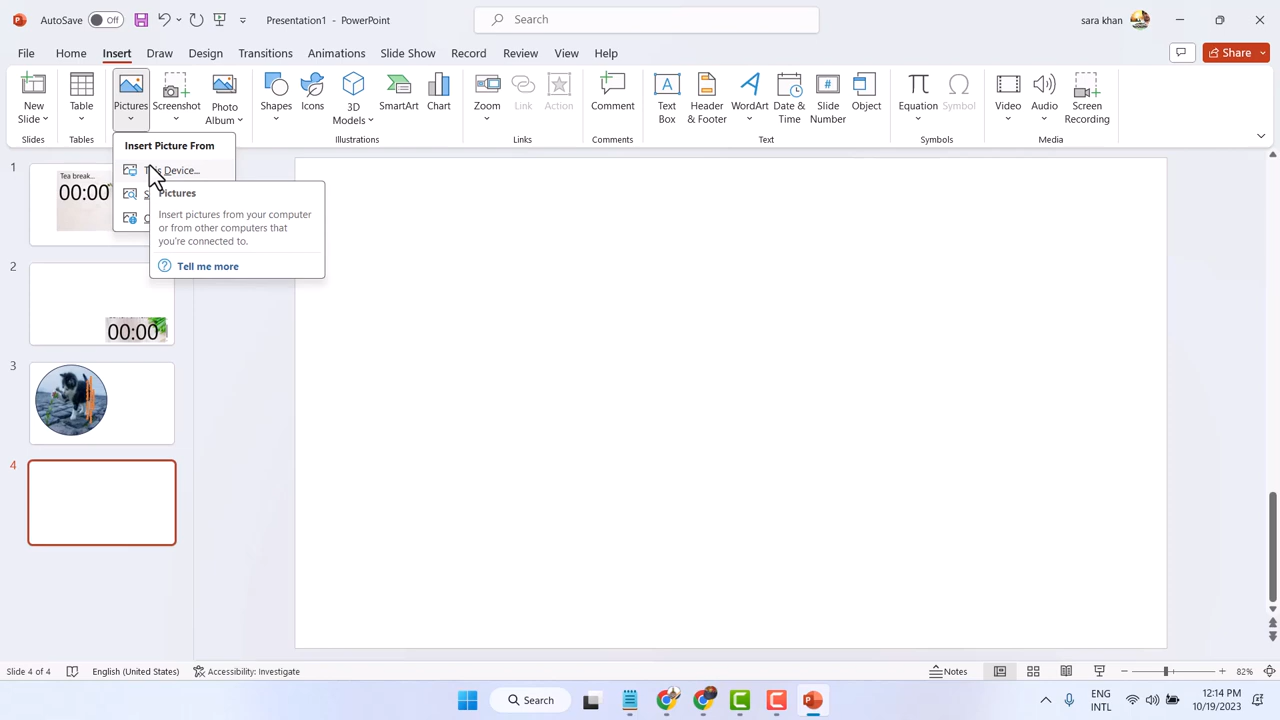 AutoSave Off Presentation1 - PowerPoint Search sara khan
File Home Insert Draw Design Transitions Animations Slide Show Record Review View Help Share
New Slide Table Pictures Screenshot Photo Album Shapes Icons 3D Models SmartArt Chart Zoom Link Action Comment Text Box Header & Footer WordArt Date & Time Slide Number Object Equation Symbol Video Audio Screen Recording
Slides Tables Illustrations Links Comments Text Symbols Media
Insert Picture From
This Device...
Pictures
Insert pictures from your computer
or from other computers that
you're connected to.
Tell me more
1
Tea break...
00:00
2
00:00
3
4
Slide 4 of 4 English (United States) Accessibility: Investigate Notes 82%
Search
ENG
INTL
12:14 PM
10/19/2023